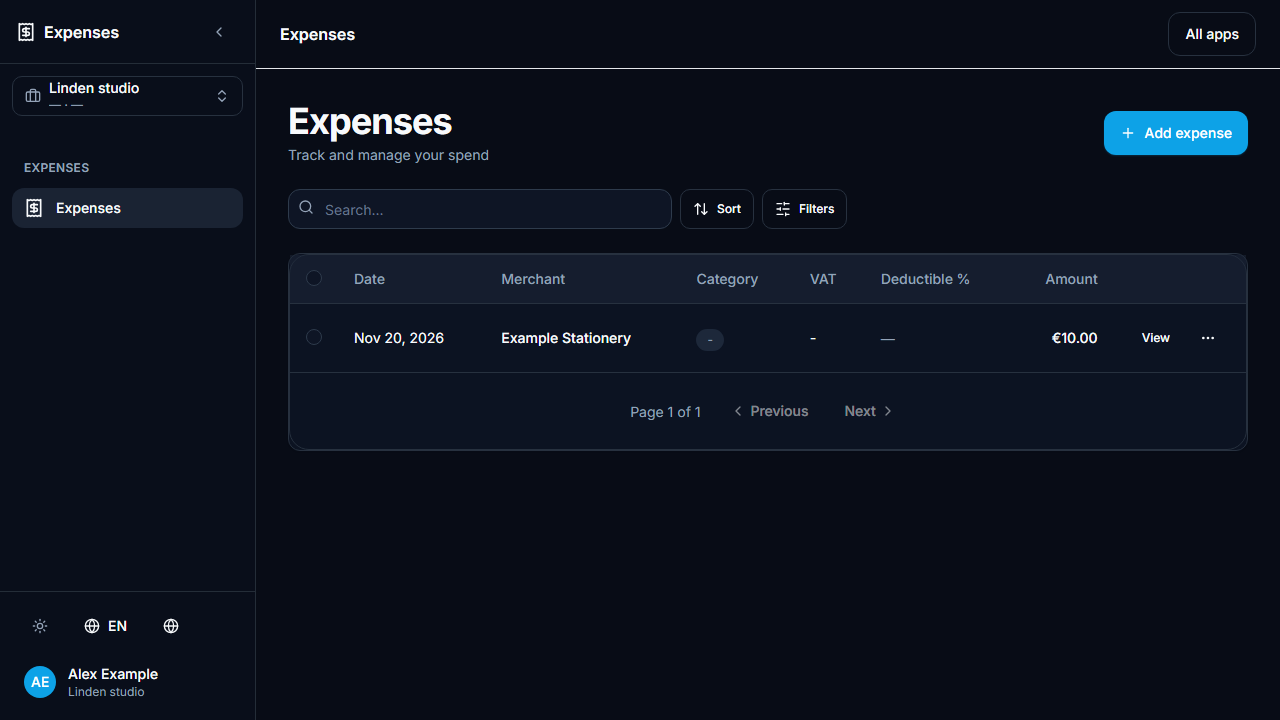 Expenses
Expenses
All apps
Linden studio
— · —
Expenses
Track and manage your spend
Add expense
EXPENSES
Expenses
Search...
Sort
Filters
Date Merchant Category VAT Deductible % Amount
Nov 20, 2026 Example Stationery - - — €10.00 View ...
Page 1 of 1 Previous Next
EN
AE
Alex Example
Linden studio